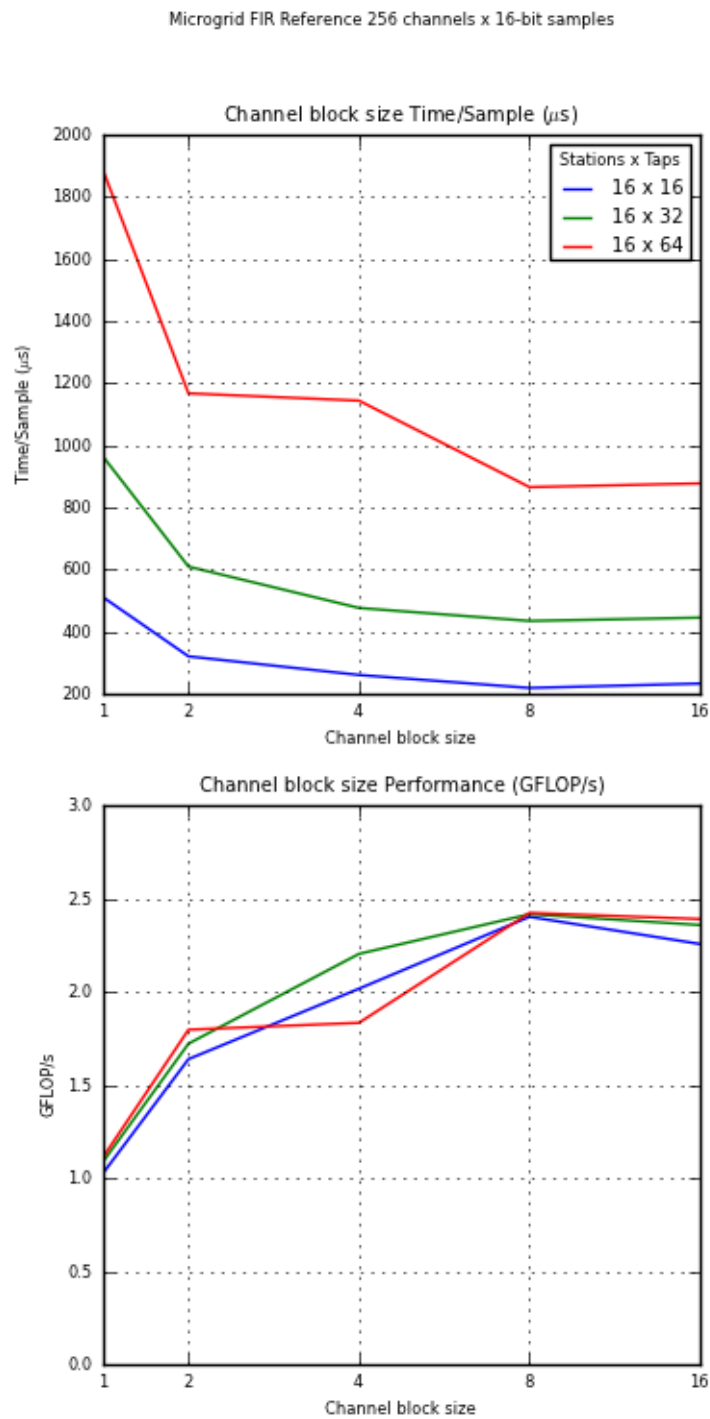 Microgrid FIR Reference 256 channels x 16-bit samples
Channel block size Time/Sample (μs)
2000
1800
1600
1400
1200
1000
800
600
400
200
Time/Sample (μs)
Stations x Taps
16 x 16
16 x 32
16 x 64
1 2 4 8 16
Channel block size
Channel block size Performance (GFLOP/s)
3.0
2.5
2.0
1.5
1.0
0.5
0.0
GFLOP/s
1 2 4 8 16
Channel block size